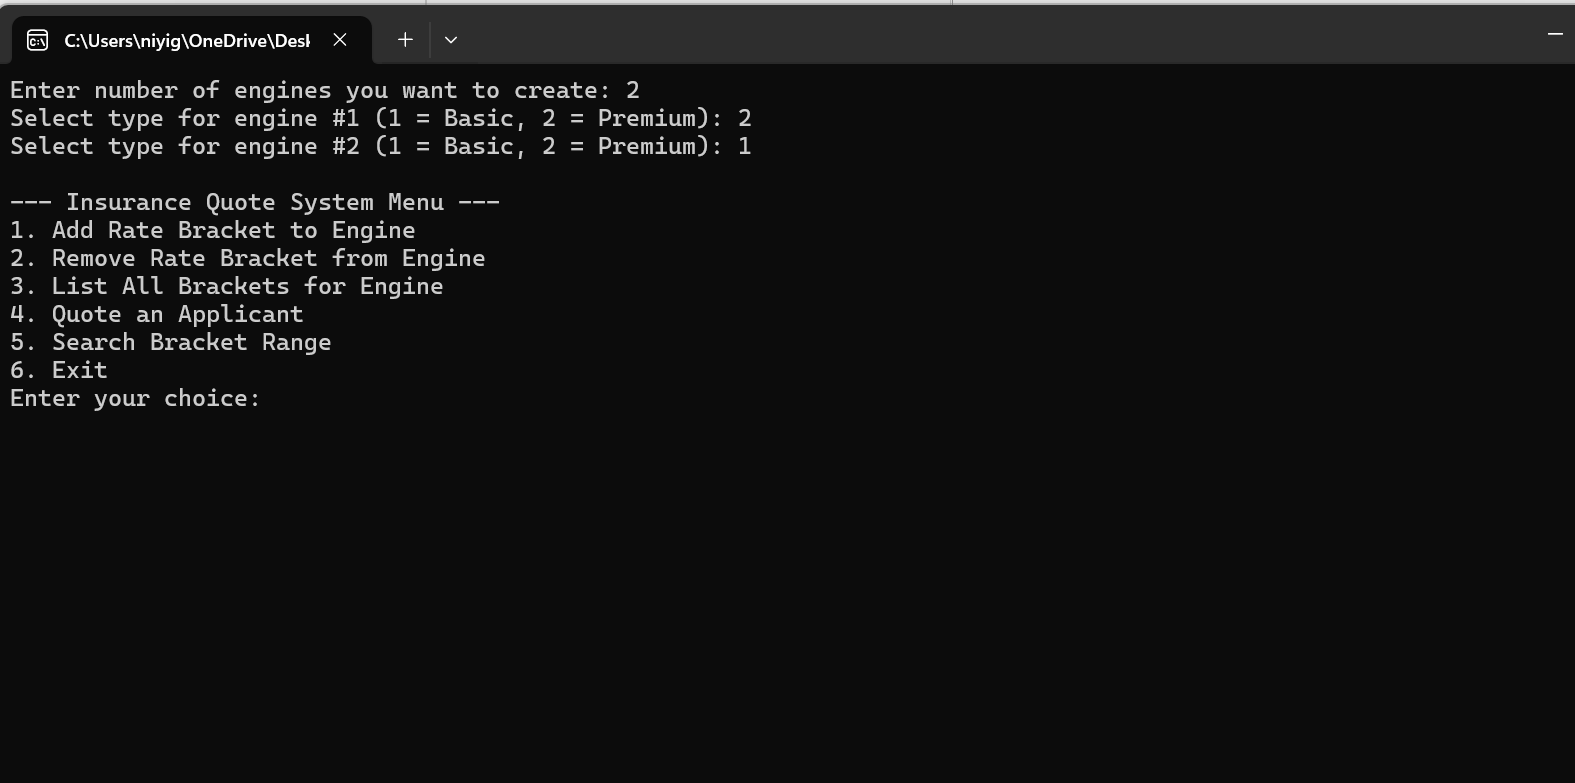 C:\Users\niyig\OneDrive\Desk
Enter number of engines you want to create: 2
Select type for engine #1 (1 = Basic, 2 = Premium): 2
Select type for engine #2 (1 = Basic, 2 = Premium): 1
--- Insurance Quote System Menu ---
1. Add Rate Bracket to Engine
2. Remove Rate Bracket from Engine
3. List All Brackets for Engine
4. Quote an Applicant
5. Search Bracket Range
6. Exit
Enter your choice: